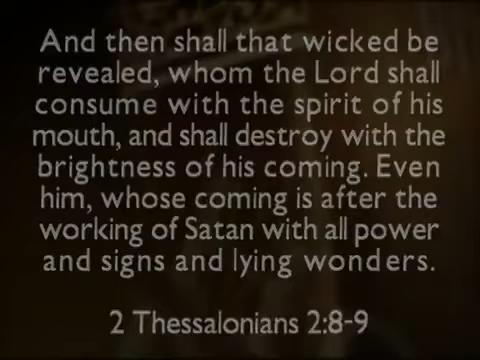 And then shall that wicked be
revealed, whom the Lord shall
consume with the spirit of his
mouth, and shall destroy with the
brightness of his coming. Even
him, whose coming is after the
working of Satan with all power
and signs and lying wonders.
2 Thessalonians 2:8-9